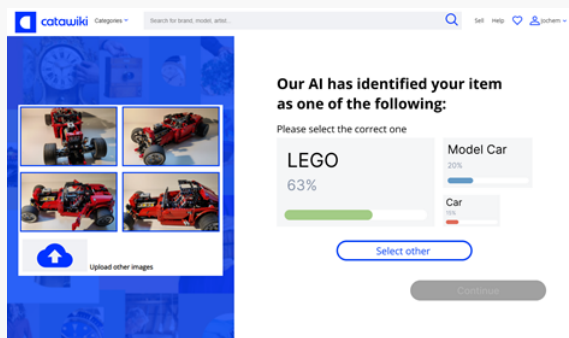 catawiki Categories Search for brand, model, artist... Sell Help Jochem
Our AI has identified your item
as one of the following:
Please select the correct one
LEGO
63%
Model Car
20%
Car
15%
Select other
Upload other images
Continue